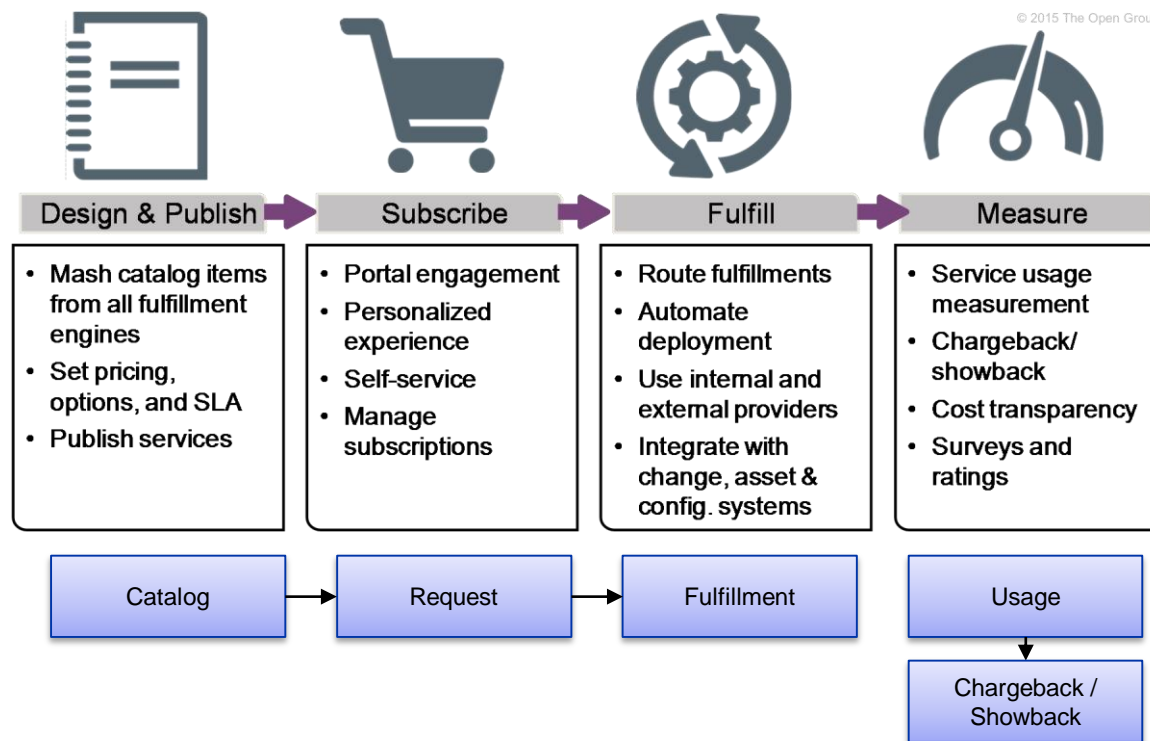 © 2015 The Open Grou
Design & Publish
Subscribe
Fulfill
Measure
• Mash catalog items
from all fulfillment
engines
• Set pricing,
options, and SLA
• Publish services
• Portal engagement
• Personalized
experience
• Self-service
• Manage
subscriptions
• Route fulfillments
• Automate
deployment
• Use internal and
external providers
• Integrate with
change, asset &
config. systems
• Service usage
measurement
• Chargeback/
showback
• Cost transparency
• Surveys and
ratings
Catalog
Request
Fulfillment
Usage
Chargeback /
Showback